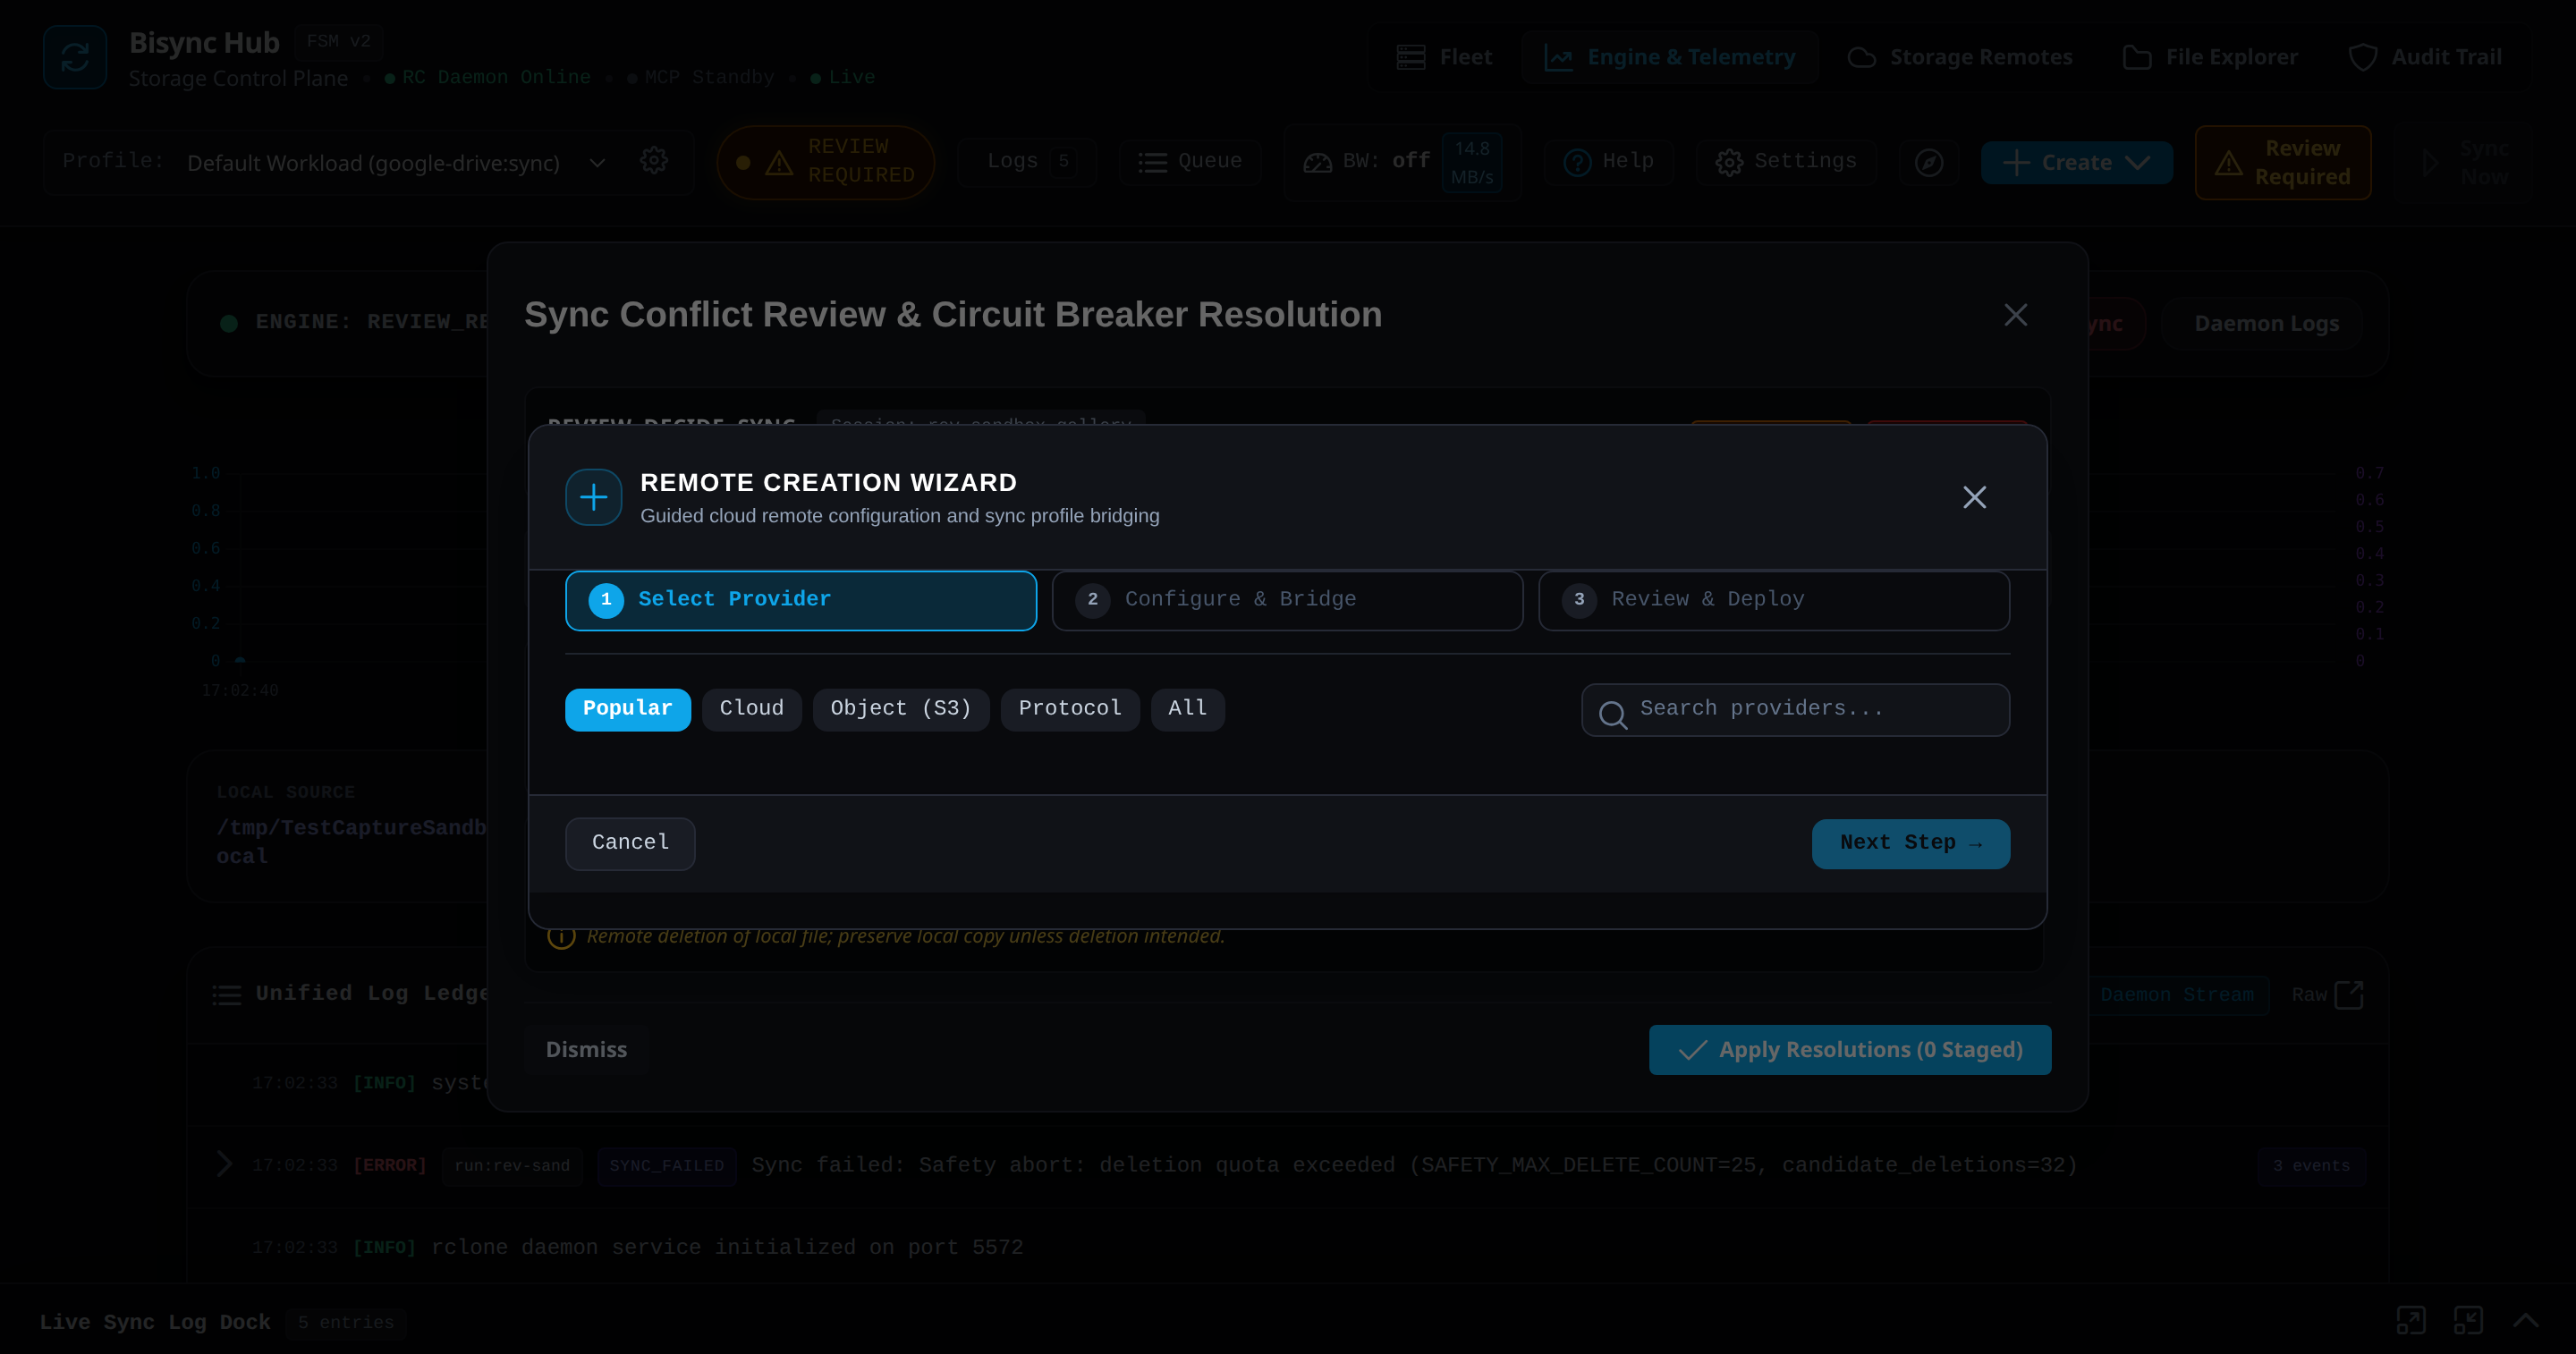 Bisync Hub FSM v2
Storage Control Plane RC Daemon Online MCP Standby Live
Fleet Engine & Telemetry Storage Remotes File Explorer Audit Trail
Profile: Default Workload (google-drive:sync)
REVIEW
REQUIRED
Logs 5
Queue
BW: off
14.8
MB/s
Help
Settings
Create
Review
Required
Sync
Now
ENGINE: REVIEW_RE
Sync Conflict Review & Circuit Breaker Resolution
ync
Daemon Logs
REVIEW DECIDE SYNC Session: rev-sandbox-gallery
REMOTE CREATION WIZARD
Guided cloud remote configuration and sync profile bridging
1 Select Provider
2 Configure & Bridge
3 Review & Deploy
Popular Cloud Object (S3) Protocol All
Search providers...
Cancel
Next Step →
Remote deletion of local file; preserve local copy unless deletion intended.
Dismiss
Apply Resolutions (0 Staged)
1.0
0.8
0.6
0.4
0.2
0
17:02:40
0.7
0.6
0.5
0.4
0.3
0.2
0.1
0
LOCAL SOURCE
/tmp/TestCaptureSandb
ocal
Unified Log Ledge
Daemon Stream
Raw
17:02:33 [INFO] syste
17:02:33 [ERROR] run:rev-sand SYNC_FAILED Sync failed: Safety abort: deletion quota exceeded (SAFETY_MAX_DELETE_COUNT=25, candidate_deletions=32) 3 events
17:02:33 [INFO] rclone daemon service initialized on port 5572
Live Sync Log Dock 5 entries